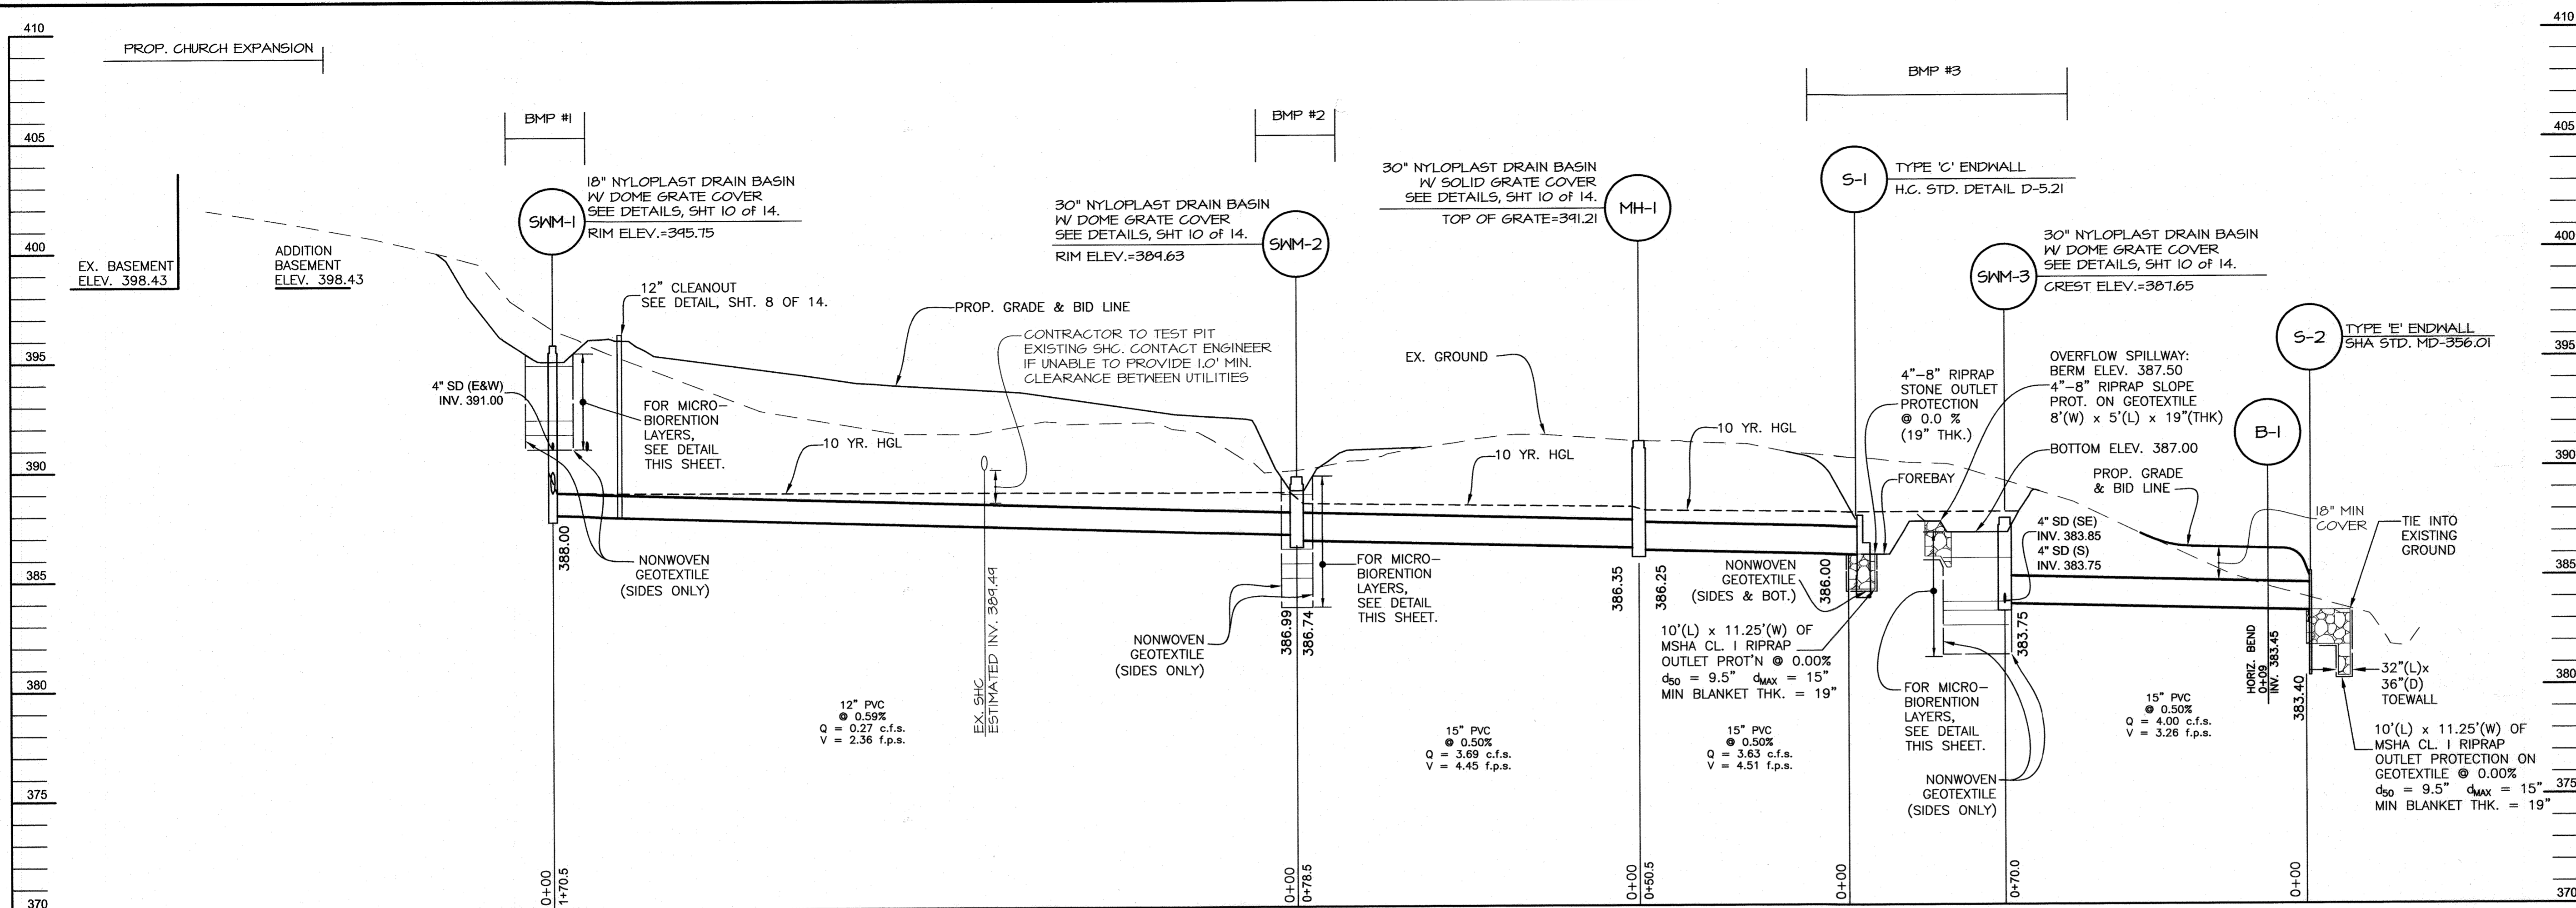 410
405
400
395
390
385
380
375
370
PROP. CHURCH EXPANSION
EX. BASEMENT
ELEV. 398.43
ADDITION
BASEMENT
ELEV. 398.43
BMP #1
SWM-1
18" NYLOPLAST DRAIN BASIN
W/ DOME GRATE COVER
SEE DETAILS, SHT 10 of 14.
RIM ELEV.=395.75
12" CLEANOUT
SEE DETAIL, SHT. 8 OF 14.
4" SD (E&W)
INV. 391.00
FOR MICRO-
BIORENTION
LAYERS,
SEE DETAIL
THIS SHEET.
PROP. GRADE & BID LINE
CONTRACTOR TO TEST PIT
EXISTING SHC. CONTACT ENGINEER
IF UNABLE TO PROVIDE 1.0' MIN.
CLEARANCE BETWEEN UTILITIES
10 YR. HGL
388.00
NONWOVEN
GEOTEXTILE
(SIDES ONLY)
12" PVC
@ 0.59%
Q = 0.27 c.f.s.
V = 2.36 f.p.s.
EX. SHC
ESTIMATED INV. 389.49
0+00
1+70.5
BMP #2
30" NYLOPLAST DRAIN BASIN
W/ DOME GRATE COVER
SEE DETAILS, SHT 10 of 14.
RIM ELEV.=389.63
SWM-2
NONWOVEN
GEOTEXTILE
(SIDES ONLY)
386.99
386.74
FOR MICRO-
BIORENTION
LAYERS,
SEE DETAIL
THIS SHEET.
0+00
0+78.5
EX. GROUND
10 YR. HGL
15" PVC
@ 0.50%
Q = 3.69 c.f.s.
V = 4.45 f.p.s.
30" NYLOPLAST DRAIN BASIN
W/ SOLID GRATE COVER
SEE DETAILS, SHT 10 of 14.
TOP OF GRATE=391.21
MH-1
10 YR. HGL
386.35
386.25
0+00
0+50.5
15" PVC
@ 0.50%
Q = 3.63 c.f.s.
V = 4.51 f.p.s.
NONWOVEN
GEOTEXTILE
(SIDES & BOT.)
10'(L) x 11.25'(W) OF
MSHA CL. I RIPRAP
OUTLET PROT'N @ 0.00%
d50 = 9.5" dMAX = 15"
MIN BLANKET THK. = 19"
BMP #3
S-1
TYPE 'C' ENDWALL
H.C. STD. DETAIL D-5.21
386.00
0+00
4"-8" RIPRAP
STONE OUTLET
PROTECTION
@ 0.0 %
(19" THK.)
FOREBAY
SWM-3
30" NYLOPLAST DRAIN BASIN
W/ DOME GRATE COVER
SEE DETAILS, SHT 10 of 14.
CREST ELEV.=387.65
OVERFLOW SPILLWAY:
BERM ELEV. 387.50
4"-8" RIPRAP SLOPE
PROT. ON GEOTEXTILE
8'(W) x 5'(L) x 19"(THK)
BOTTOM ELEV. 387.00
PROP. GRADE
& BID LINE
4" SD (SE)
INV. 383.85
4" SD (S)
INV. 383.75
383.75
FOR MICRO-
BIORENTION
LAYERS,
SEE DETAIL
THIS SHEET.
NONWOVEN
GEOTEXTILE
(SIDES ONLY)
0+70.0
15" PVC
@ 0.50%
Q = 4.00 c.f.s.
V = 3.26 f.p.s.
B-1
HORIZ. BEND
0+09
INV. 383.45
S-2
TYPE 'E' ENDWALL
SHA STD. MD-356.01
18" MIN
COVER
TIE INTO
EXISTING
GROUND
383.40
0+00
32"(L)x
36"(D)
TOEWALL
10'(L) x 11.25'(W) OF
MSHA CL. I RIPRAP
OUTLET PROTECTION ON
GEOTEXTILE @ 0.00%
d50 = 9.5" dMAX = 15"
MIN BLANKET THK. = 19"
410
405
400
395
390
385
380
375
370